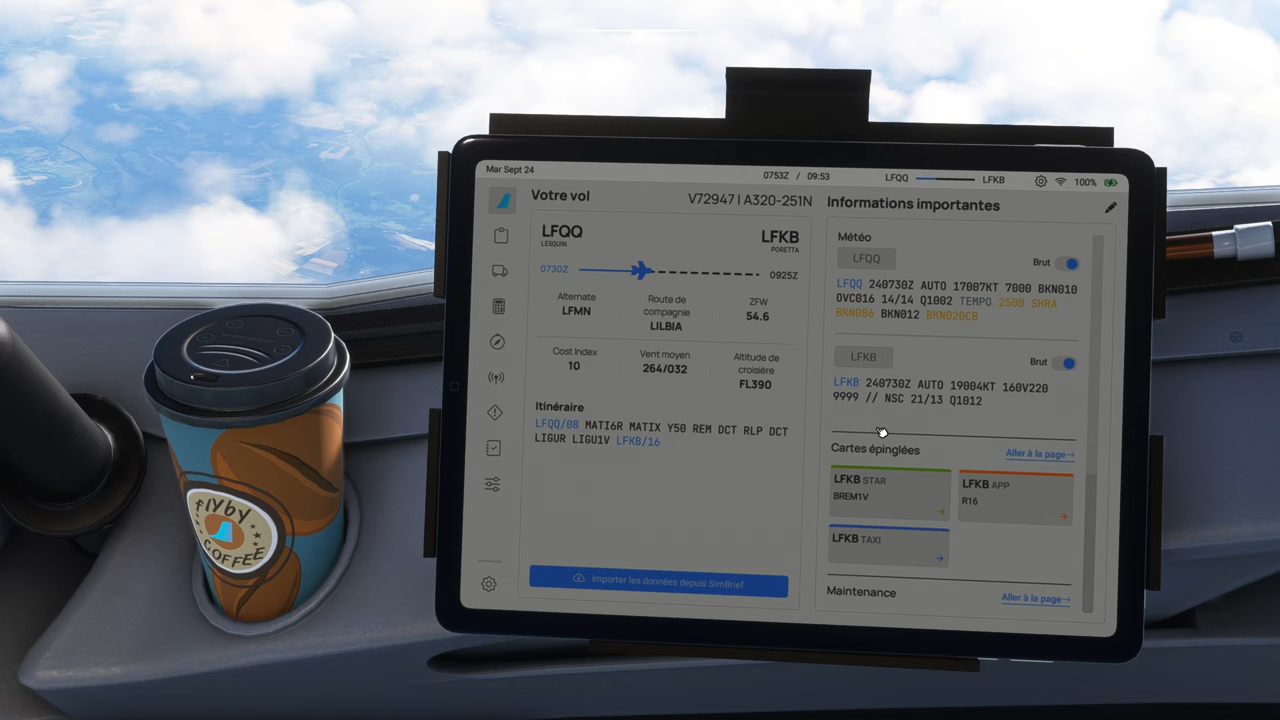 Mar Sept 24
0753Z / 09:53
LFQQ LFKB
100%
Votre vol
V72947 | A320-251N
LFQQ
LESQUIN
LFKB
PORETTA
0730Z
0925Z
Alternate
LFMN
Route de
compagnie
LILBIA
ZFW
54.6
Cost Index
10
Vent moyen
264/032
Altitude de
croisière
FL390
Itinéraire
LFQQ/08 MATI6R MATIX Y50 REM DCT RLP DCT
LIGUR LIGU1V LFKB/16
Importer les données depuis SimBrief
Informations importantes
Météo
LFQQ
Brut
LFQQ 240730Z AUTO 17007KT 7000 BKN010
OVC016 14/14 Q1002 TEMPO 2500 SHRA
BKN006 BKN012 BKN020CB
LFKB
Brut
LFKB 240730Z AUTO 19004KT 160V220
9999 // NSC 21/13 Q1012
Cartes épinglées
Aller à la page
LFKB STAR
BREM1V
LFKB APP
R16
LFKB TAXI
Maintenance
Aller à la page
flyby
COFFEE